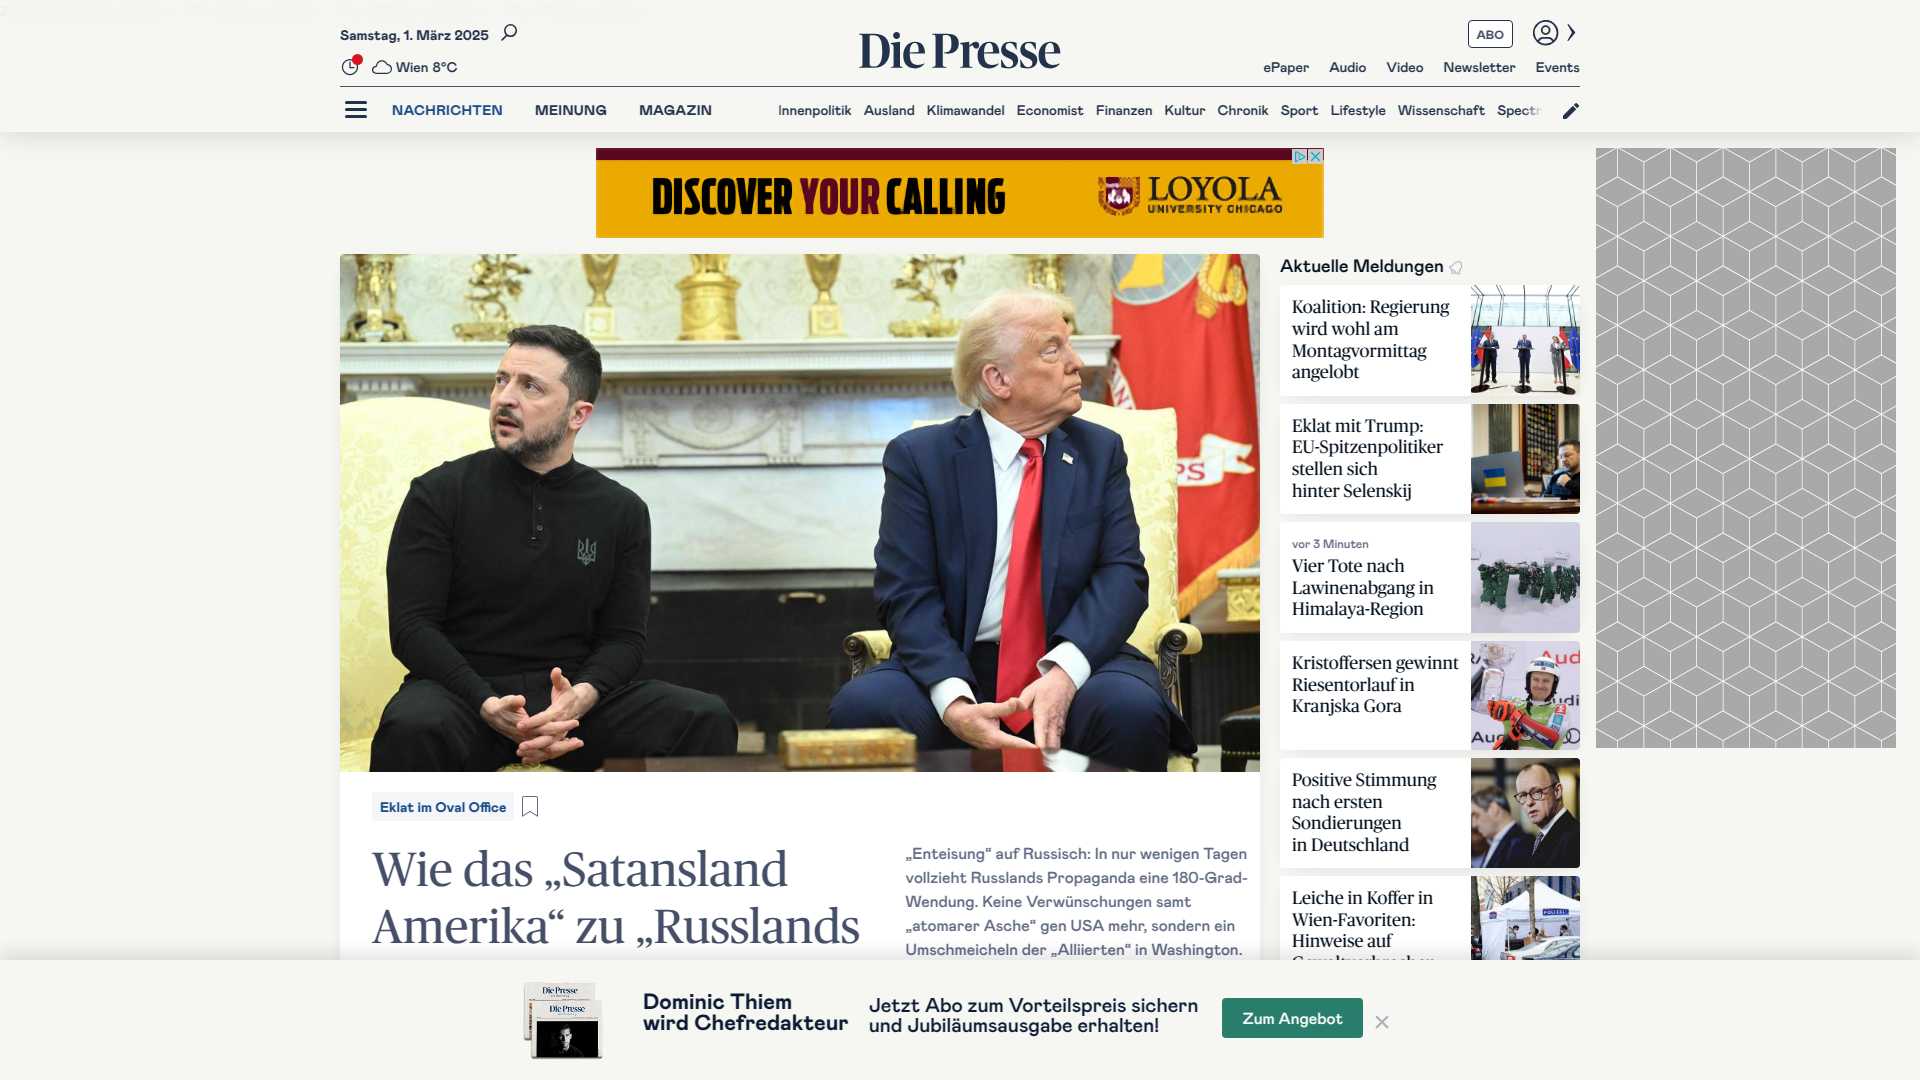 Samstag, 1. März 2025
Wien 8°C
Die Presse
ABO
ePaper Audio Video Newsletter Events
NACHRICHTEN MEINUNG MAGAZIN
Innenpolitik Ausland Klimawandel Economist Finanzen Kultur Chronik Sport Lifestyle Wissenschaft Spectr
DISCOVER YOUR CALLING
LOYOLA
UNIVERSITY CHICAGO
PS
Eklat im Oval Office
Wie das „Satansland
Amerika“ zu „Russlands
„Enteisung“ auf Russisch: In nur wenigen Tagen
vollzieht Russlands Propaganda eine 180-Grad-
Wendung. Keine Verwünschungen samt
„atomarer Asche“ gen USA mehr, sondern ein
Umschmeicheln der „Alliierten“ in Washington.
Aktuelle Meldungen
Koalition: Regierung
wird wohl am
Montagvormittag
angelobt
Eklat mit Trump:
EU-Spitzenpolitiker
stellen sich
hinter Selenskij
vor 3 Minuten
Vier Tote nach
Lawinenabgang in
Himalaya-Region
Kristoffersen gewinnt
Riesentorlauf in
Kranjska Gora
Positive Stimmung
nach ersten
Sondierungen
in Deutschland
Leiche in Koffer in
Wien-Favoriten:
Hinweise auf
POLIZEI
Die Presse
Die Presse
Dominic Thiem
wird Chefredakteur
Jetzt Abo zum Vorteilspreis sichern
und Jubiläumsausgabe erhalten!
Zum Angebot